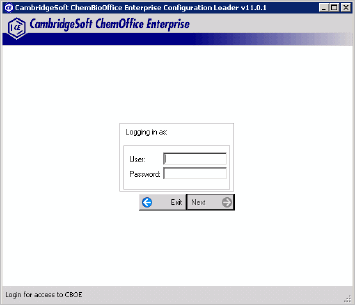 CambridgeSoft ChemBioOffice Enterprise Configuration Loader v11.0.1
CambridgeSoft ChemOffice Enterprise
Logging in as:
User:
Password:
Exit Next
Login for access to CBOE